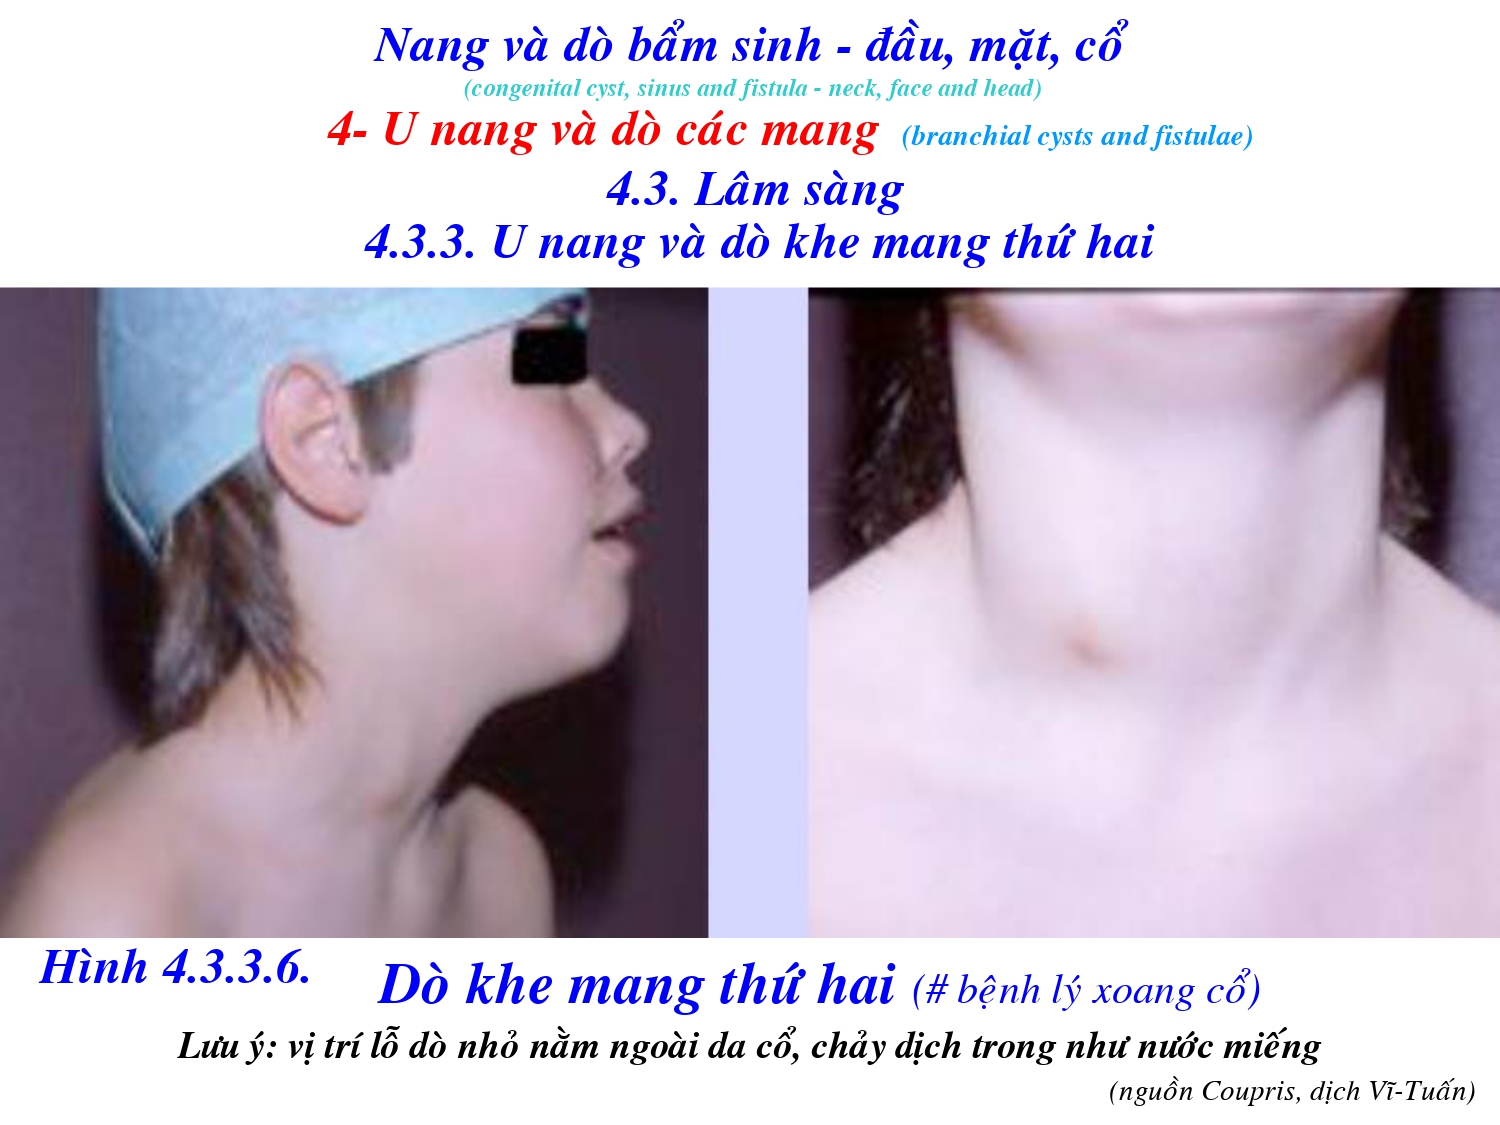 Nang và dò bẩm sinh - đầu, mặt, cổ
(congenital cyst, sinus and fistula - neck, face and head)
4- U nang và dò các mang (branchial cysts and fistulae)
4.3. Lâm sàng
4.3.3. U nang và dò khe mang thứ hai
Hình 4.3.3.6. Dò khe mang thứ hai (# bệnh lý xoang cổ)
Lưu ý: vị trí lỗ dò nhỏ nằm ngoài da cổ, chảy dịch trong như nước miếng
(nguồn Coupris, dịch Vĩ-Tuấn)